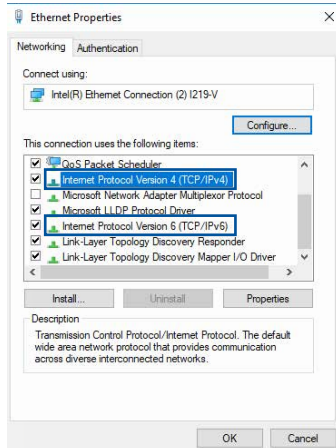 Ethernet Properties
Networking Authentication
Connect using:
Intel(R) Ethernet Connection (2) I219-V
Configure...
This connection uses the following items:
QoS Packet Scheduler
Internet Protocol Version 4 (TCP/IPv4)
Microsoft Network Adapter Multiplexor Protocol
Microsoft LLDP Protocol Driver
Internet Protocol Version 6 (TCP/IPv6)
Link-Layer Topology Discovery Responder
Link-Layer Topology Discovery Mapper I/O Driver
Install... Uninstall Properties
Description
Transmission Control Protocol/Internet Protocol. The default
wide area network protocol that provides communication
across diverse interconnected networks.
OK Cancel